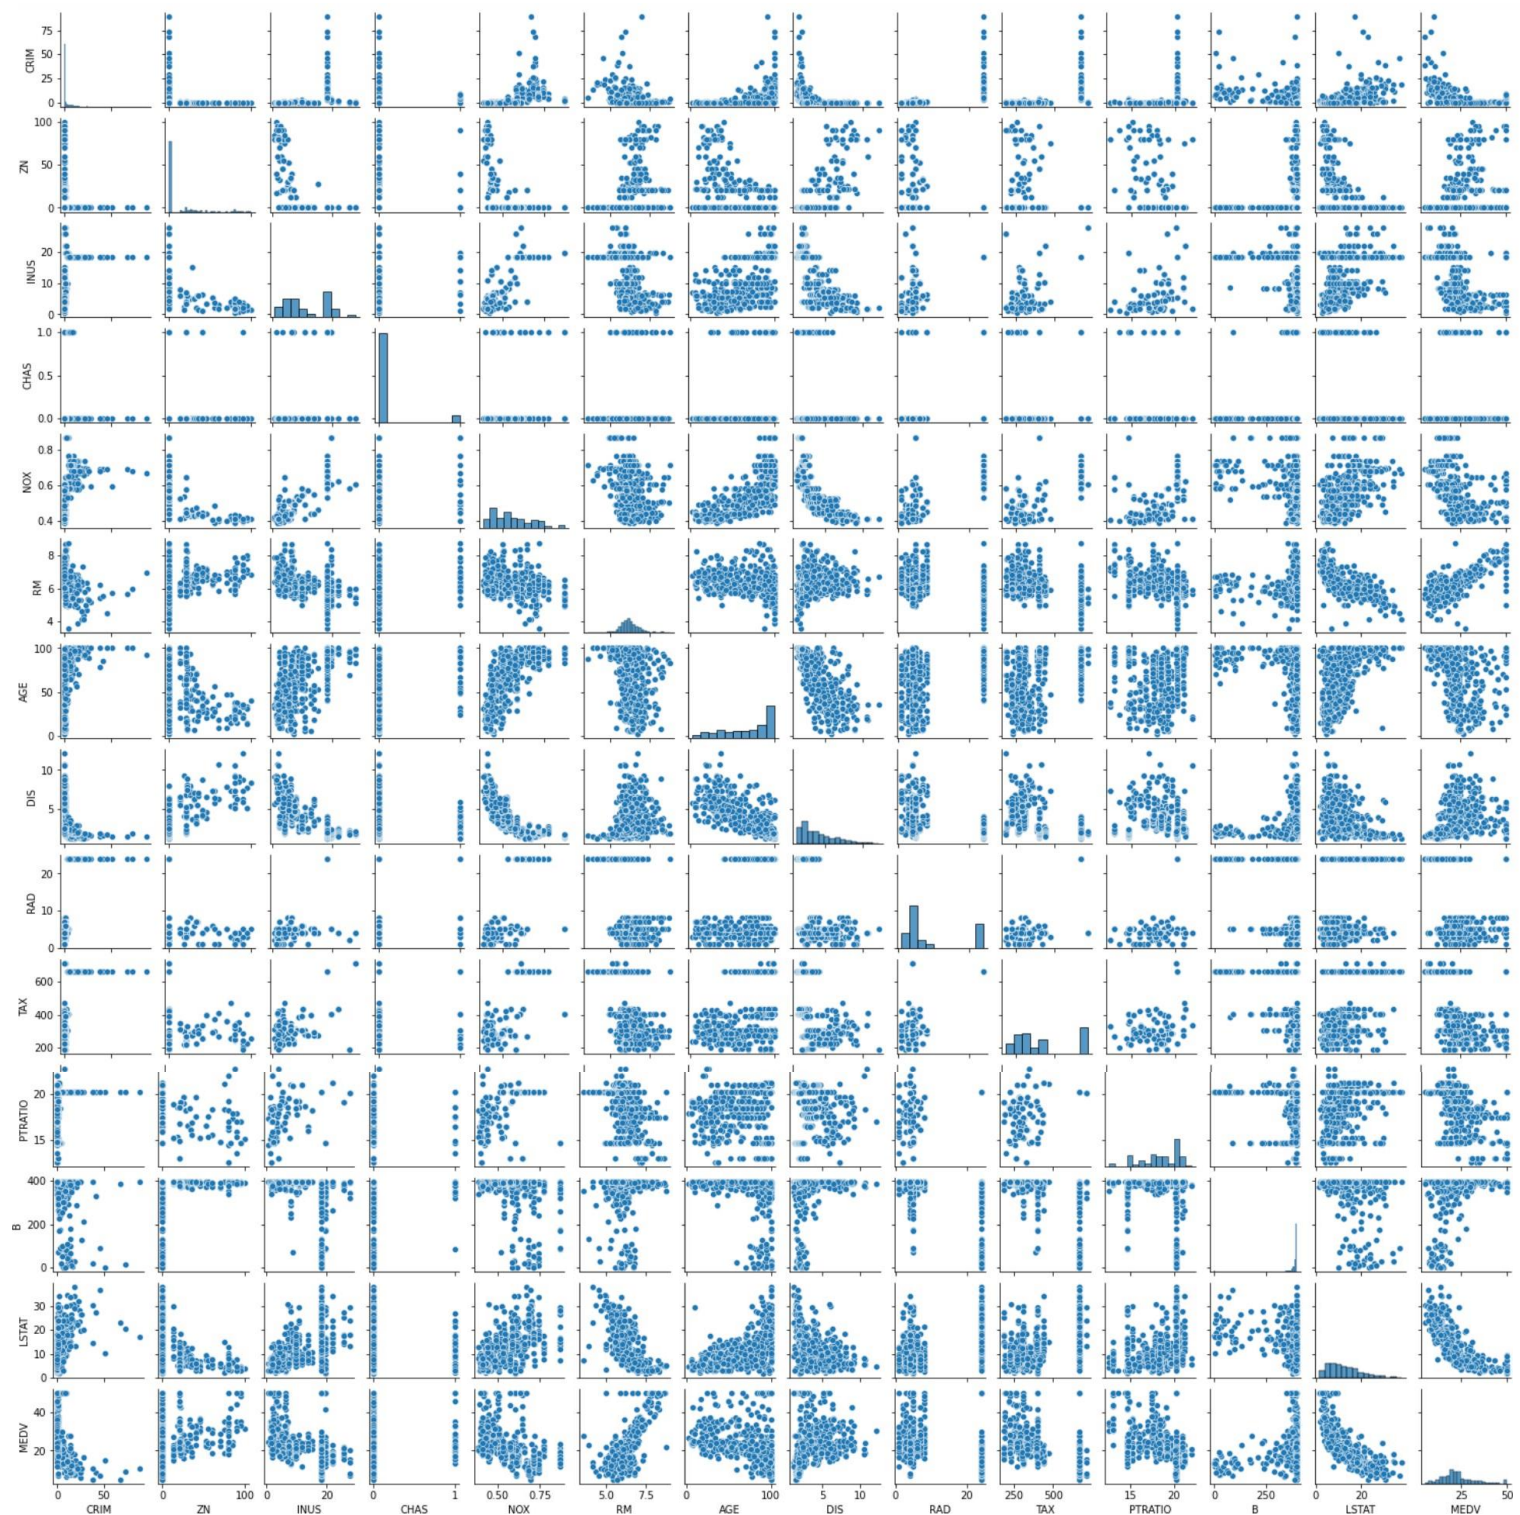 75
50
25
0
CRIM
100
50
0
ZN
20
10
0
INUS
1.0
0.5
0.0
CHAS
0.8
0.6
0.4
NOX
8
6
4
RM
100
50
0
AGE
10
5
DIS
20
10
0
RAD
600
400
200
TAX
20
15
PTRATIO
400
200
0
B
30
20
10
0
LSTAT
40
20
MEDV
0 50 0 50 100 0 20 0 1 0.50 0.75 5.0 7.5 0 50 100 5 10 0 20 250 500 15 20 0 250 0 20 25 50
CRIM ZN INUS CHAS NOX RM AGE DIS RAD TAX PTRATIO B LSTAT MEDV